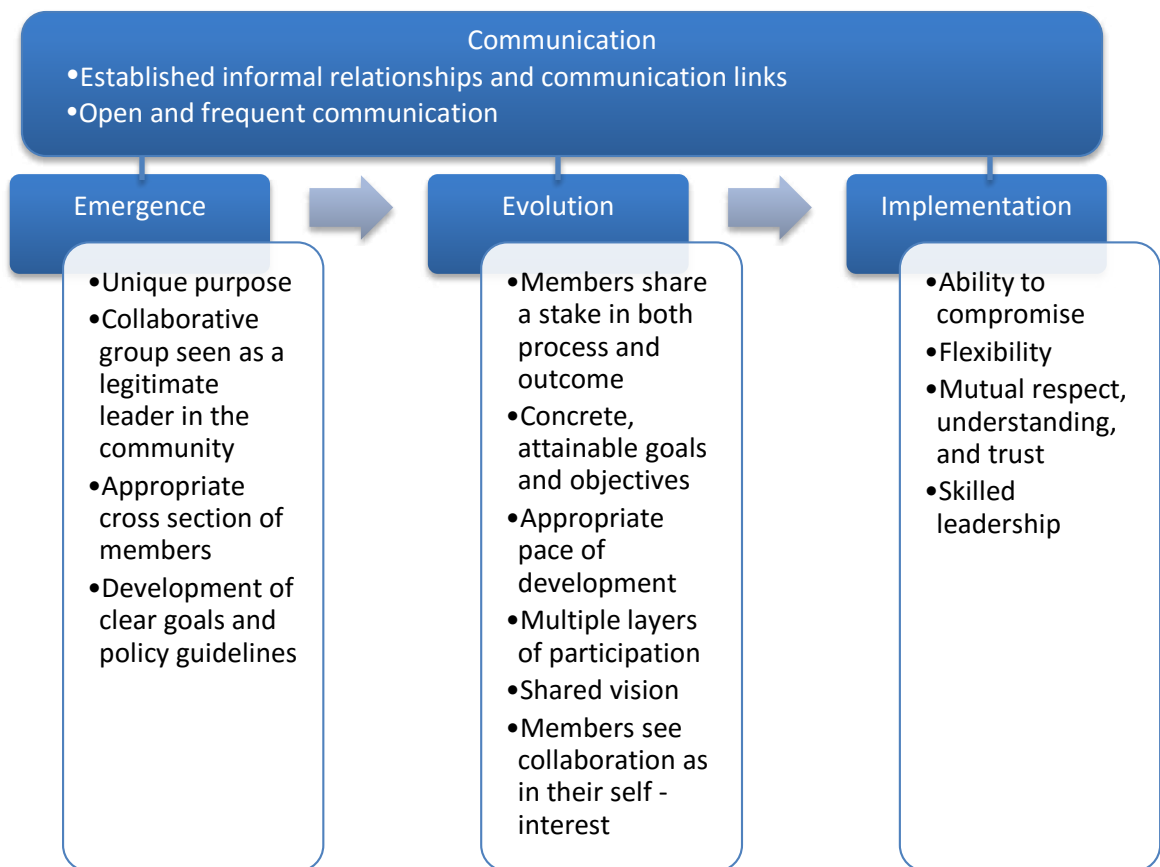 Communication
•Established informal relationships and communication links
•Open and frequent communication
Emergence
•Unique purpose
•Collaborative
group seen as a
legitimate
leader in the
community
•Appropriate
cross section of
members
•Development of
clear goals and
policy guidelines
Evolution
•Members share
a stake in both
process and
outcome
•Concrete,
attainable goals
and objectives
•Appropriate
pace of
development
•Multiple layers
of participation
•Shared vision
•Members see
collaboration as
in their self -
interest
Implementation
•Ability to
compromise
•Flexibility
•Mutual respect,
understanding,
and trust
•Skilled
leadership